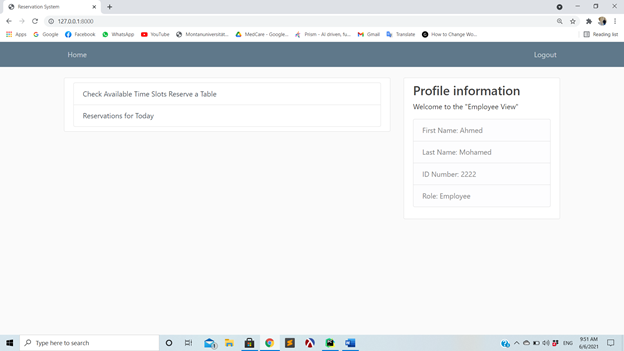 Reservation System
127.0.0.1:8000
Apps
Google
Facebook
WhatsApp
YouTube
Montanuniversität...
MedCare - Google...
Prism - AI driven, fu...
Gmail
Translate
How to Change Wo...
Reading list
Home
Logout
Check Available Time Slots Reserve a Table
Reservations for Today
Profile information
Welcome to the "Employee View"
First Name: Ahmed
Last Name: Mohamed
ID Number: 2222
Role: Employee
Type here to search
ENG
9:51 AM
6/6/2021